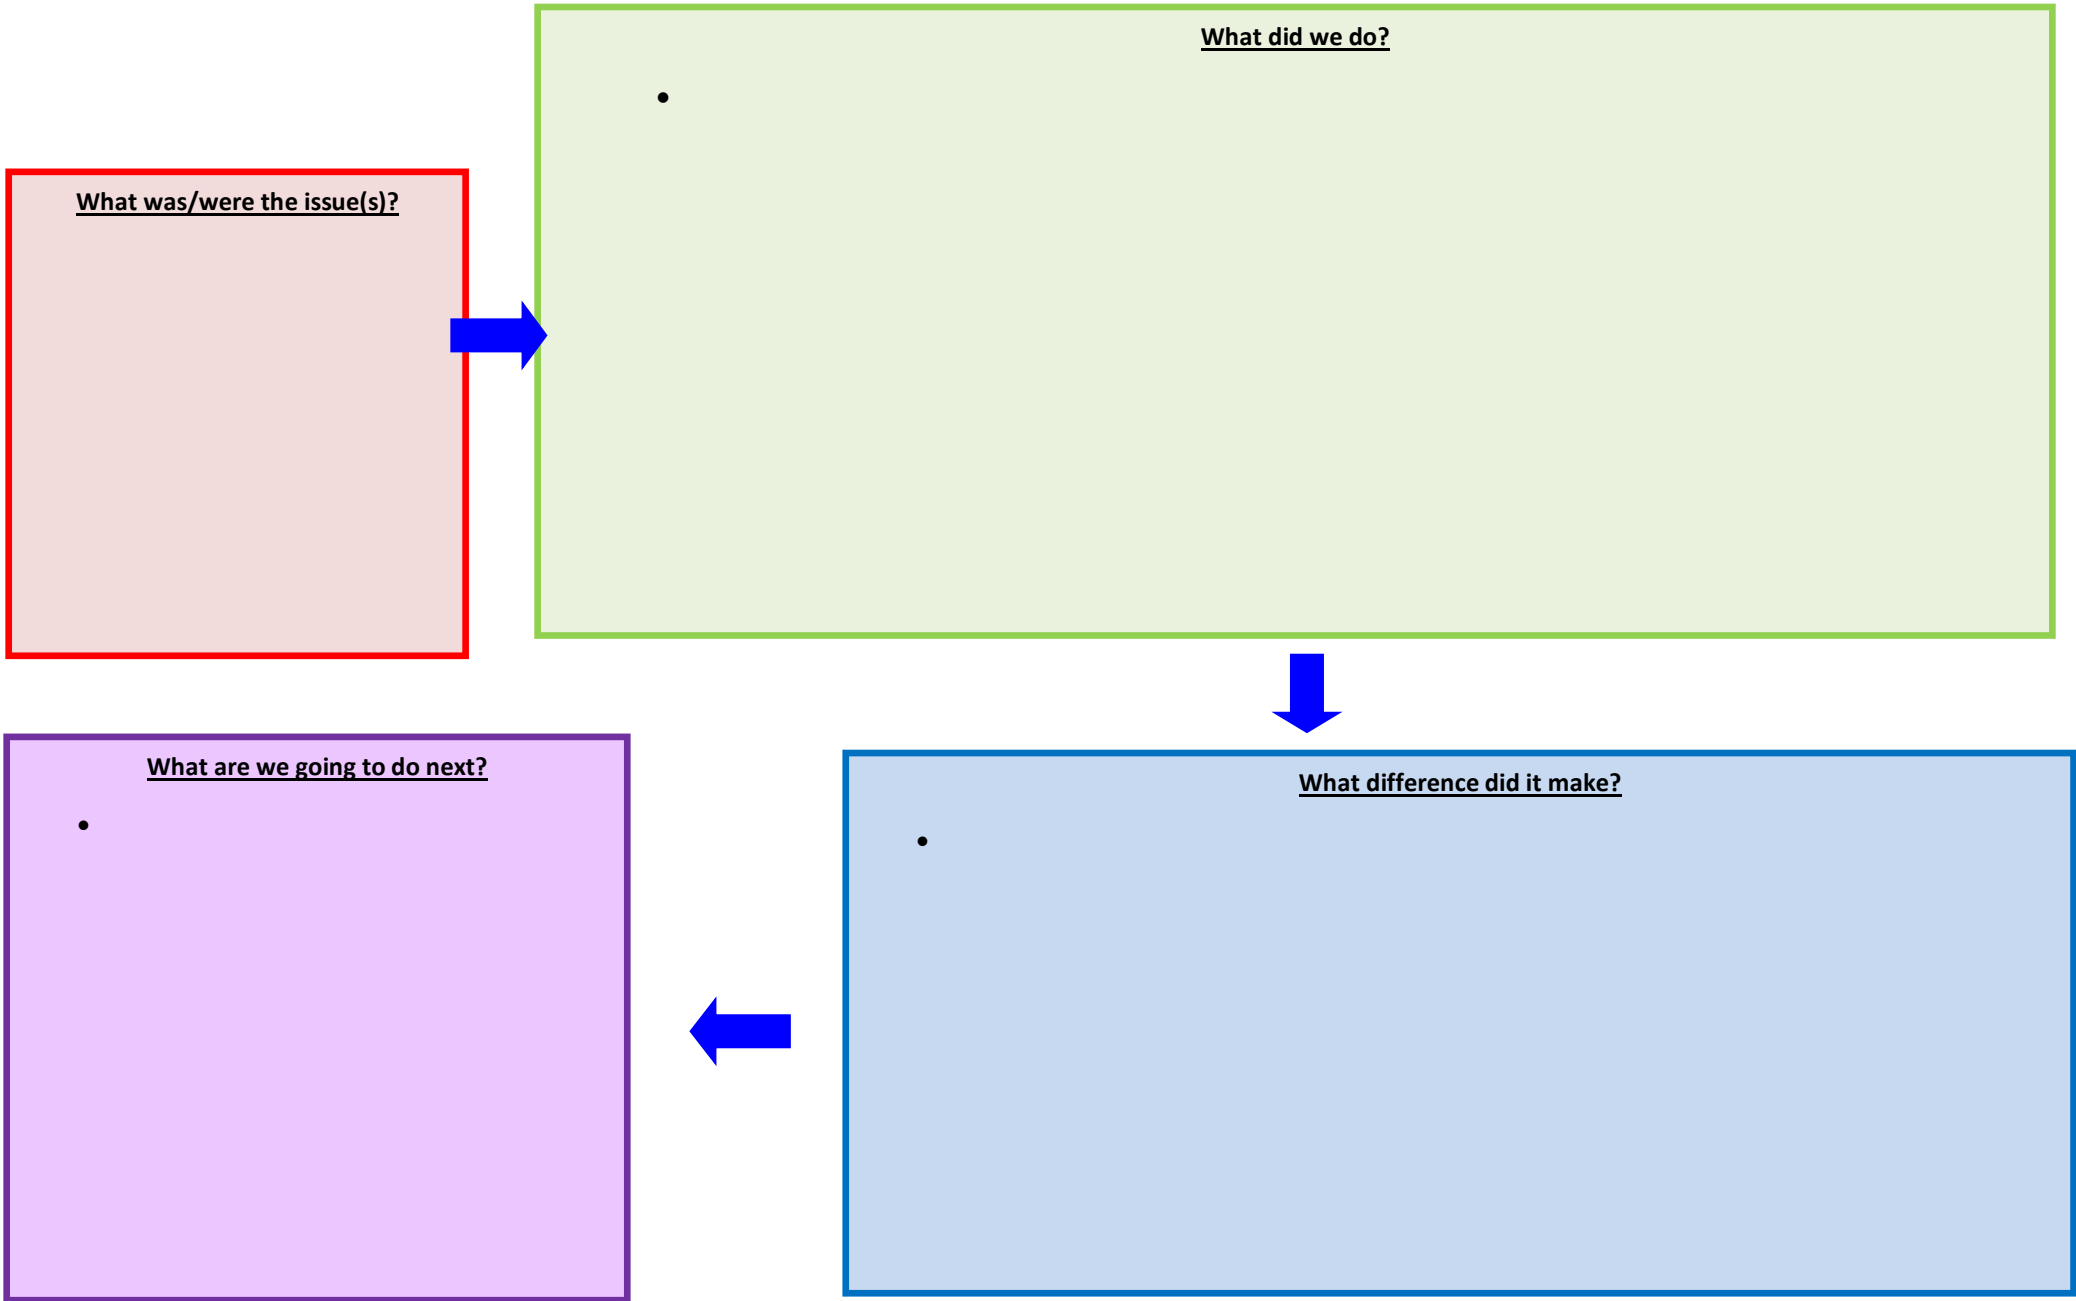 What did we do?
•
What was/were the issue(s)?
What are we going to do next?
•
What difference did it make?
•